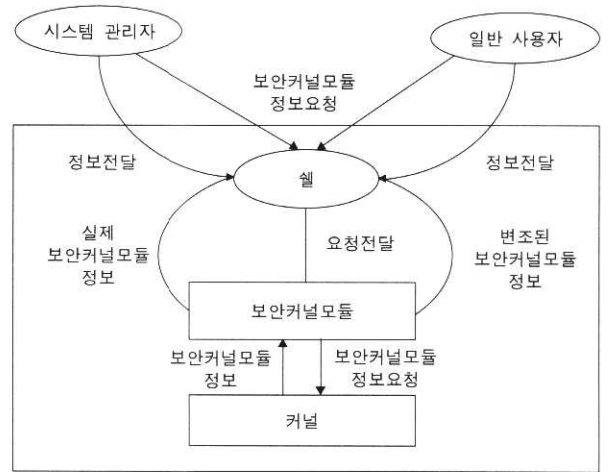 시스템 관리자
일반 사용자
보안커널모듈
정보요청
정보전달
정보전달
쉘
실제
보안커널모듈
정보
요청전달
변조된
보안커널모듈
정보
보안커널모듈
보안커널모듈
정보
보안커널모듈
정보요청
커널